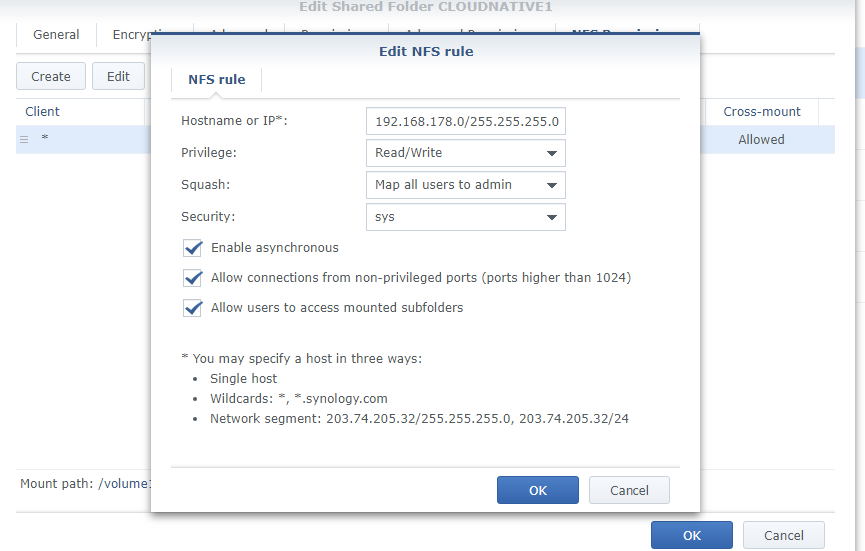 Edit Shared Folder CLOUDNATIVE1
General
Edit NFS rule
Create
Edit
NFS rule
Client
Cross-mount
*
Allowed
Hostname or IP*:
192.168.178.0/255.255.255.0
Privilege:
Read/Write
Squash:
Map all users to admin
Security:
sys
Enable asynchronous
Allow connections from non-privileged ports (ports higher than 1024)
Allow users to access mounted subfolders
* You may specify a host in three ways:
• Single host
• Wildcards: *, *.synology.com
• Network segment: 203.74.205.32/255.255.255.0, 203.74.205.32/24
Mount path: /volume
OK
Cancel
OK
Cancel